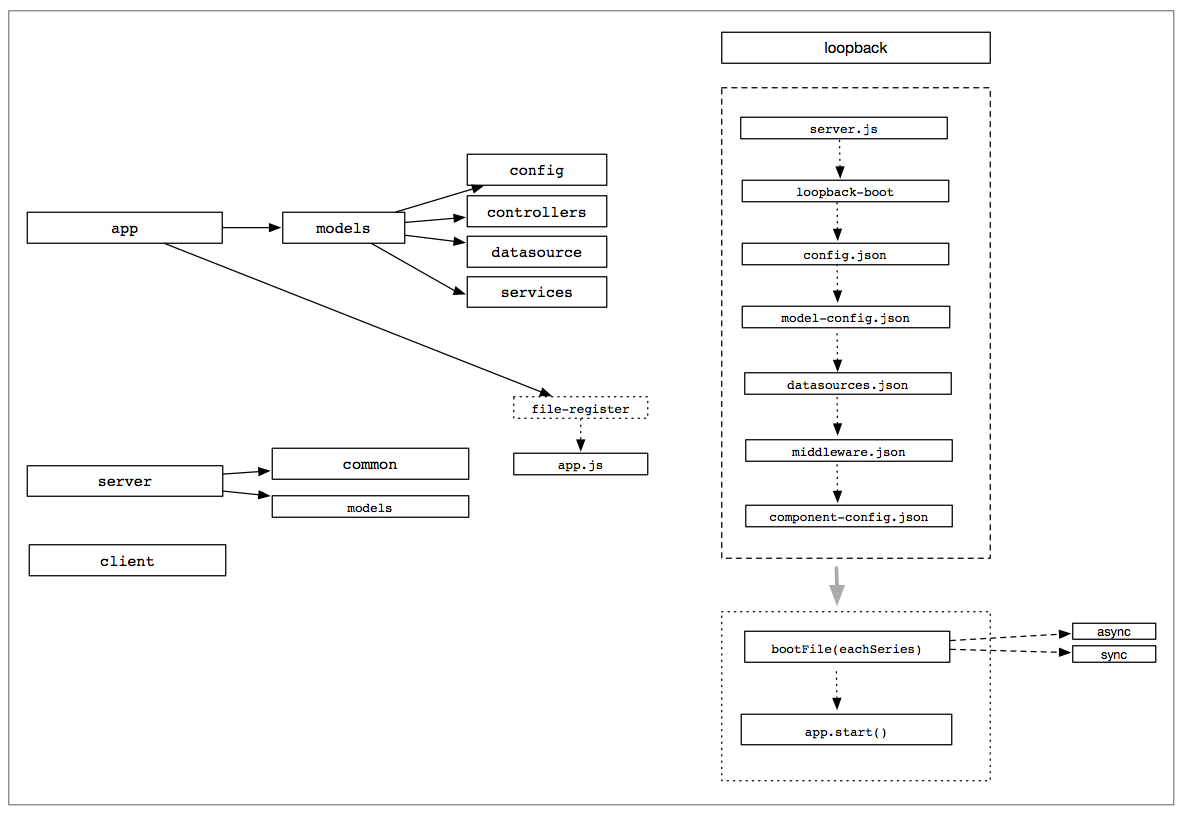 loopback
server.js
loopback-boot
config.json
model-config.json
datasources.json
middleware.json
component-config.json
bootFile(eachSeries)
async
sync
app.start()
app
models
config
controllers
datasource
services
file-register
app.js
server
common
models
client